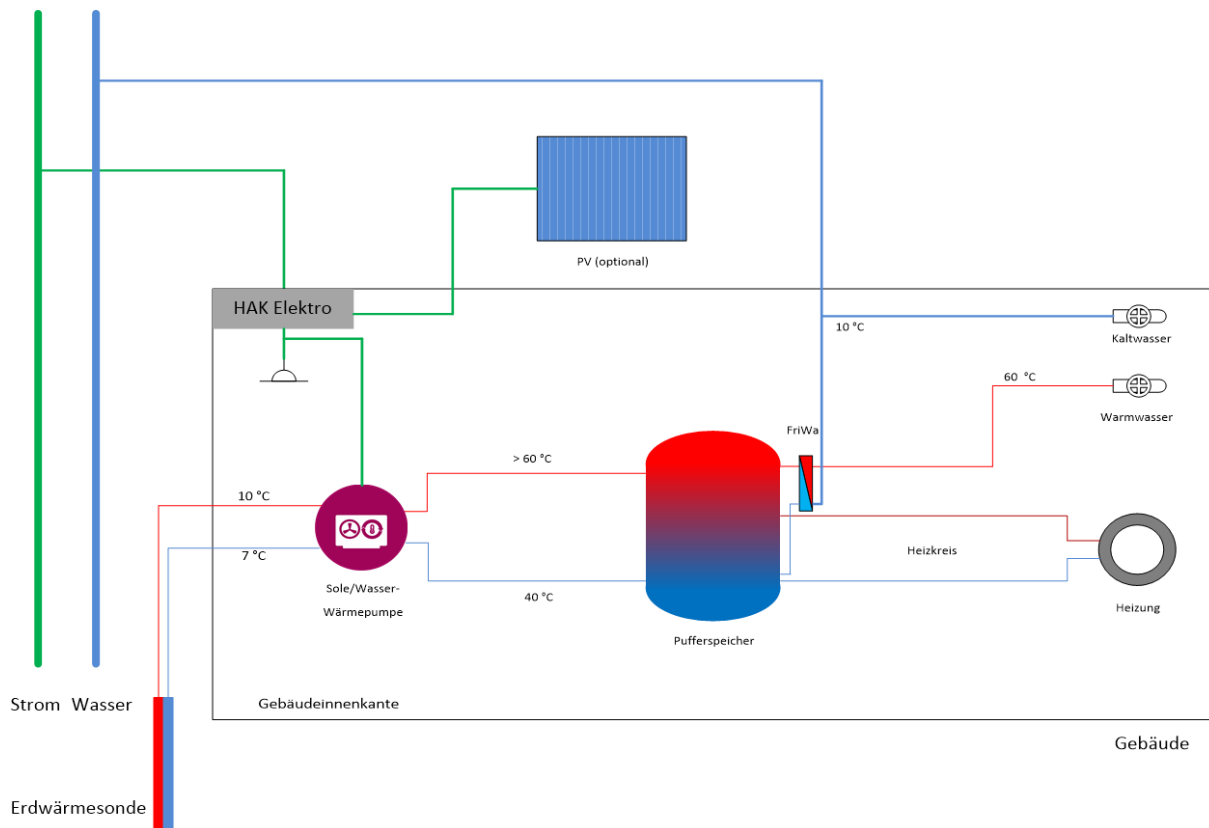 PV (optional)
HAK Elektro
10 °C
Kaltwasser
60 °C
Warmwasser
FriWa
> 60 °C
10 °C
7 °C
Heizkreis
Sole/Wasser-
Wärmepumpe
40 °C
Heizung
Pufferspeicher
Strom Wasser
Gebäudeinnenkante
Gebäude
Erdwärmesonde